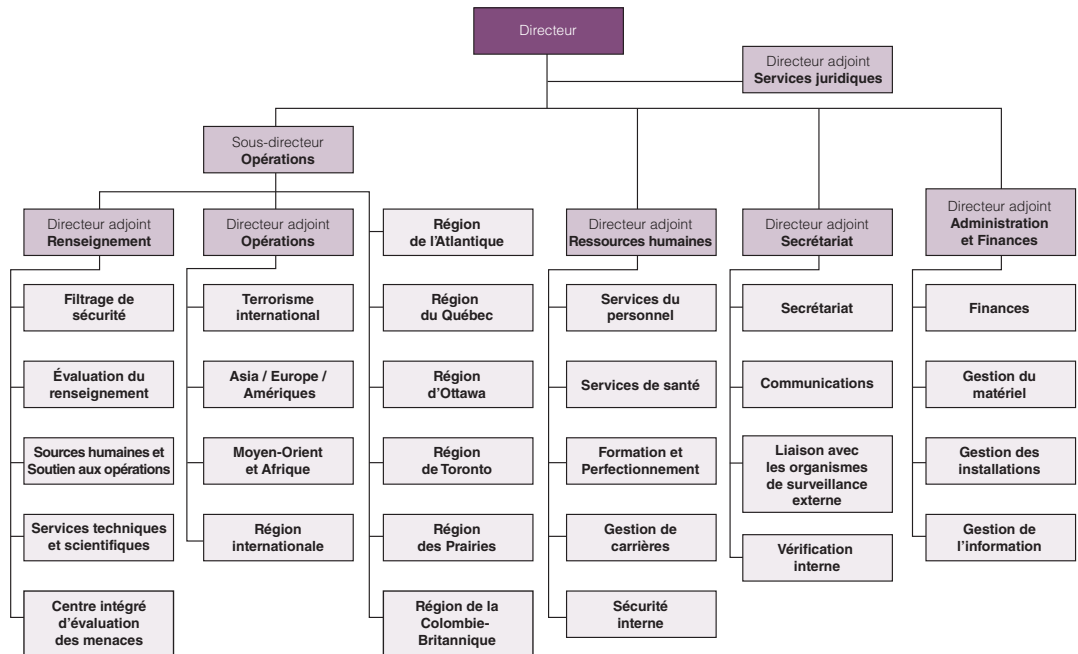 Directeur
Directeur adjoint
Services juridiques
Sous-directeur
Opérations
Directeur adjoint
Renseignement
Filtrage de
sécurité
Évaluation du
renseignement
Sources humaines et
Soutien aux opérations
Services techniques
et scientifiques
Centre intégré
d'évaluation
des menaces
Directeur adjoint
Opérations
Terrorisme
international
Asia / Europe /
Amériques
Moyen-Orient
et Afrique
Région
internationale
Région
de l'Atlantique
Région
du Québec
Région
d'Ottawa
Région
de Toronto
Région
des Prairies
Région de la
Colombie-
Britannique
Directeur adjoint
Ressources humaines
Services du
personnel
Services de santé
Formation et
Perfectionnement
Gestion de
carrières
Sécurité
interne
Directeur adjoint
Secrétariat
Secrétariat
Communications
Liaison avec
les organismes
de surveillance
externe
Vérification
interne
Directeur adjoint
Administration
et Finances
Finances
Gestion du
matériel
Gestion des
installations
Gestion de
l'information